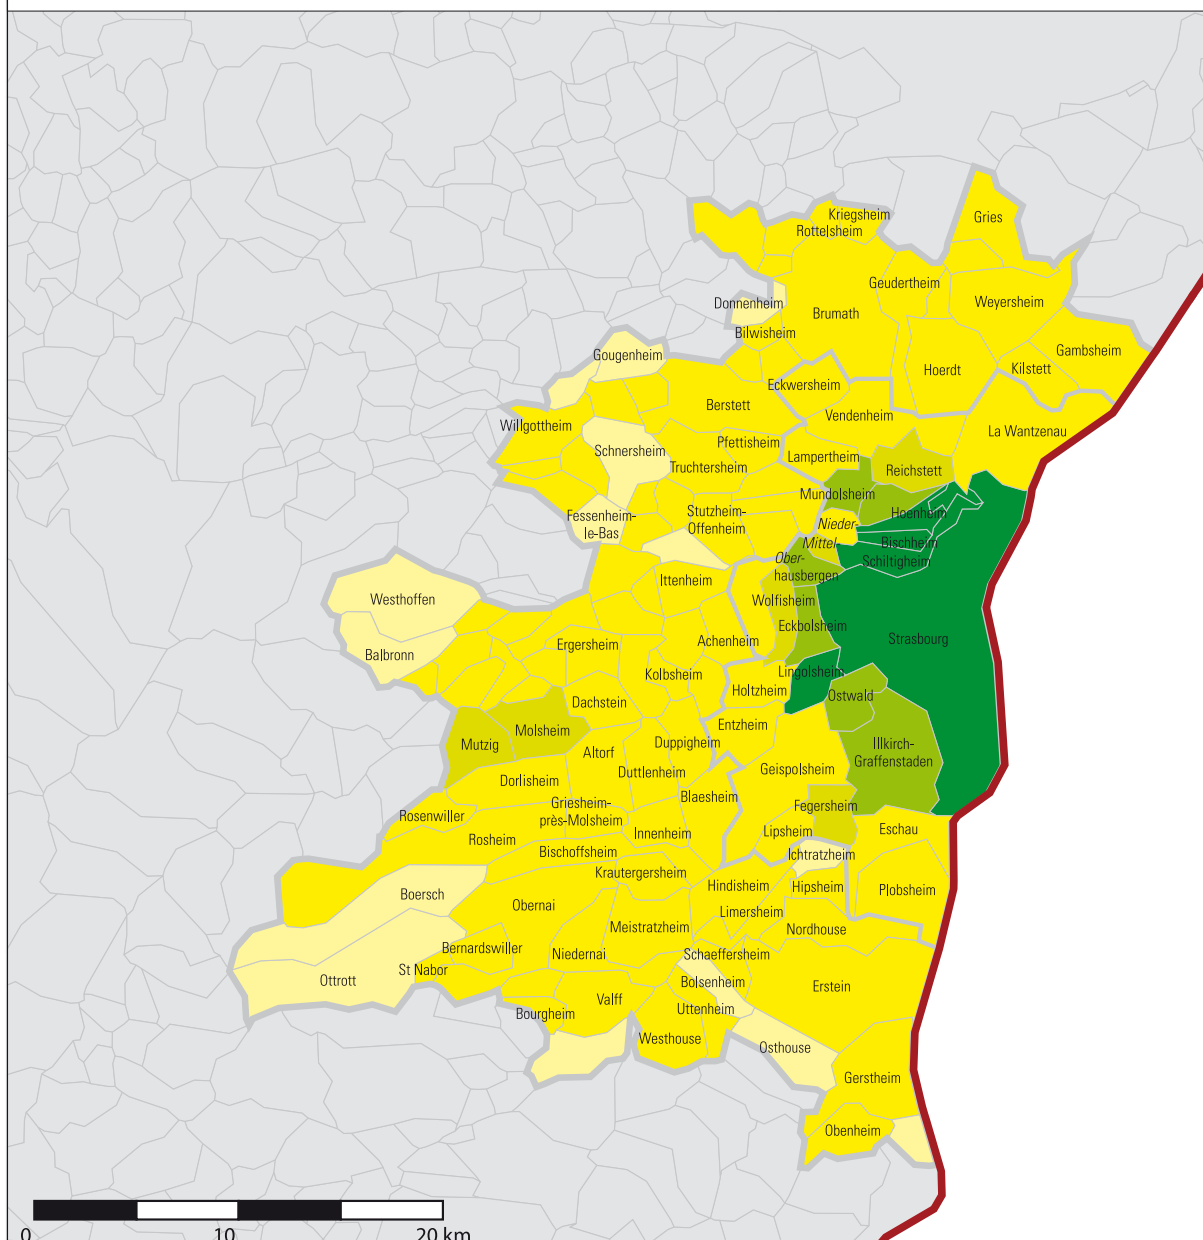 Kriegsheim
Gries
Rottelsheim
Geudertheim
Weyersheim
Donnenheim
Brumath
Bilwisheim
Gambsheim
Gougenheim
Kilstett
Hoerdt
Eckwersheim
Berstett
Vendenheim
Willgottheim
La Wantzenau
Pfettisheim
Schnersheim
Lampertheim
Truchtersheim
Reichstett
Mundolsheim
Stutzheim-
Offenheim
Fessenheim-
le-Bas
Hoenheim
Nieder-
Mittel-
Bischheim
Ober-
hausbergen
Schiltigheim
Ittenheim
Westhoffen
Wolfisheim
Eckbolsheim
Strasbourg
Achenheim
Ergersheim
Balbronn
Kolbsheim
Lingolsheim
Holtzheim
Ostwald
Dachstein
Entzheim
Molsheim
Mutzig
Altorf
Duppigheim
Illkirch-
Graffenstaden
Geispolsheim
Duttlenheim
Dorlisheim
Blaesheim
Fegersheim
Griesheim-
près-Molsheim
Rosenwiller
Innenheim
Lipsheim
Eschau
Rosheim
Bischoffsheim
Ichtratzheim
Krautergersheim
Hindisheim
Hipsheim
Plobsheim
Boersch
Obernai
Limersheim
Meistratzheim
Nordhouse
Bernardswiller
Niedernai
Schaeffersheim
St Nabor
Ottrott
Bolsenheim
Erstein
Valff
Uttenheim
Bourgheim
Westhouse
Osthouse
Gerstheim
Obenheim
0 10 20 km